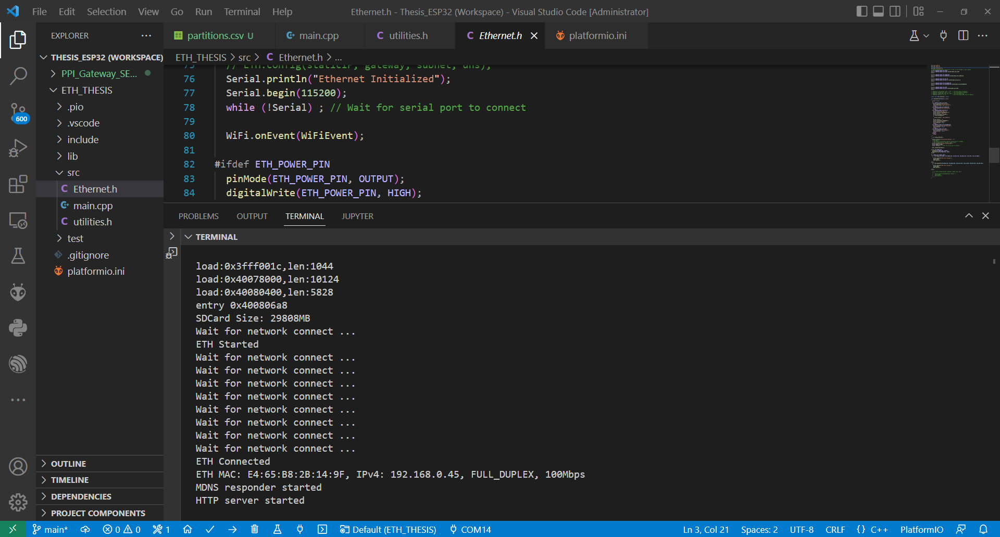 File Edit Selection View Go Run Terminal Help
Ethernet.h - Thesis_ESP32 (Workspace) - Visual Studio Code [Administrator]
EXPLORER
THESIS_ESP32 (WORKSPACE)
PPI_Gateway_SE...
ETH_THESIS
.pio
.vscode
include
lib
src
Ethernet.h
main.cpp
utilities.h
test
.gitignore
platformio.ini
OUTLINE
TIMELINE
DEPENDENCIES
PROJECT COMPONENTS
600
partitions.csv U
main.cpp
utilities.h
Ethernet.h
platformio.ini
ETH_THESIS > src > C Ethernet.h > ...
75 // ETH.config(staticIP, gateway, subnet, dns);
76 Serial.println("Ethernet Initialized");
77 Serial.begin(115200);
78 while (!Serial) ; // Wait for serial port to connect
79
80 WiFi.onEvent(WiFiEvent);
81
82 #ifdef ETH_POWER_PIN
83 pinMode(ETH_POWER_PIN, OUTPUT);
84 digitalWrite(ETH_POWER_PIN, HIGH);
PROBLEMS OUTPUT TERMINAL JUPYTER
TERMINAL
load:0x3fff001c,len:1044
load:0x40078000,len:10124
load:0x40080400,len:5828
entry 0x400806a8
SDCard Size: 29808MB
Wait for network connect ...
ETH Started
Wait for network connect ...
Wait for network connect ...
Wait for network connect ...
Wait for network connect ...
Wait for network connect ...
Wait for network connect ...
Wait for network connect ...
Wait for network connect ...
ETH Connected
ETH MAC: E4:65:B8:2B:14:9F, IPv4: 192.168.0.45, FULL_DUPLEX, 100Mbps
MDNS responder started
HTTP server started
main* 0 0 1 Default (ETH_THESIS) COM14 Ln 3, Col 21 Spaces: 2 UTF-8 CRLF {} C++ PlatformIO